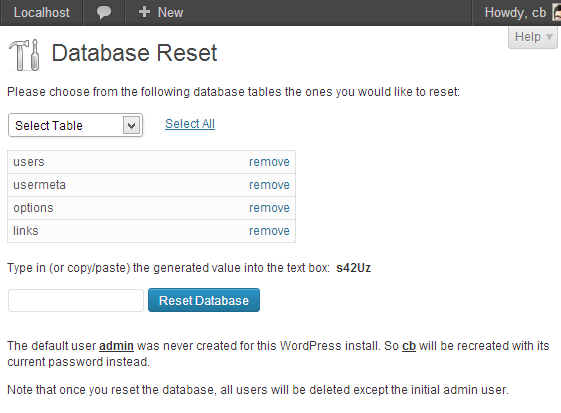 Localhost + New Howdy, cb
Help
Database Reset
Please choose from the following database tables the ones you would like to reset:
Select Table Select All
users remove
usermeta remove
options remove
links remove
Type in (or copy/paste) the generated value into the text box: s42Uz
Reset Database
The default user admin was never created for this WordPress install. So cb will be recreated with its
current password instead.
Note that once you reset the database, all users will be deleted except the initial admin user.